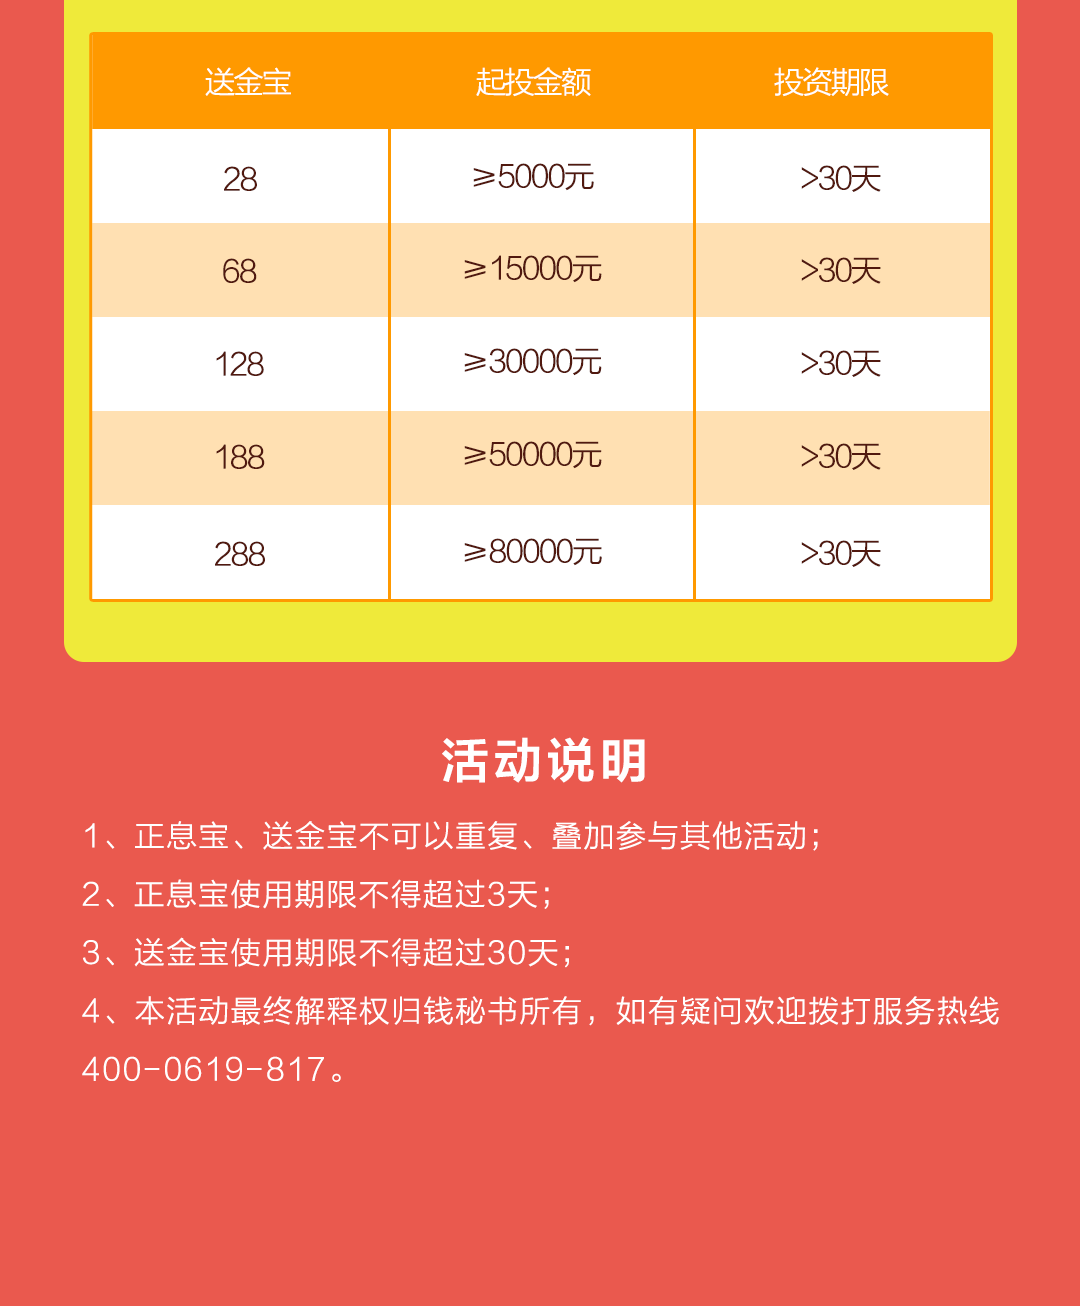 送金宝 起投金额 投资期限
28 ≥5000元 >30天
68 ≥15000元 >30天
128 ≥30000元 >30天
188 ≥50000元 >30天
288 ≥80000元 >30天
活动说明
1、正息宝、送金宝不可以重复、叠加参与其他活动；
2、正息宝使用期限不得超过3天；
3、送金宝使用期限不得超过30天；
4、本活动最终解释权归钱秘书所有，如有疑问欢迎拨打服务热线
400-0619-817。